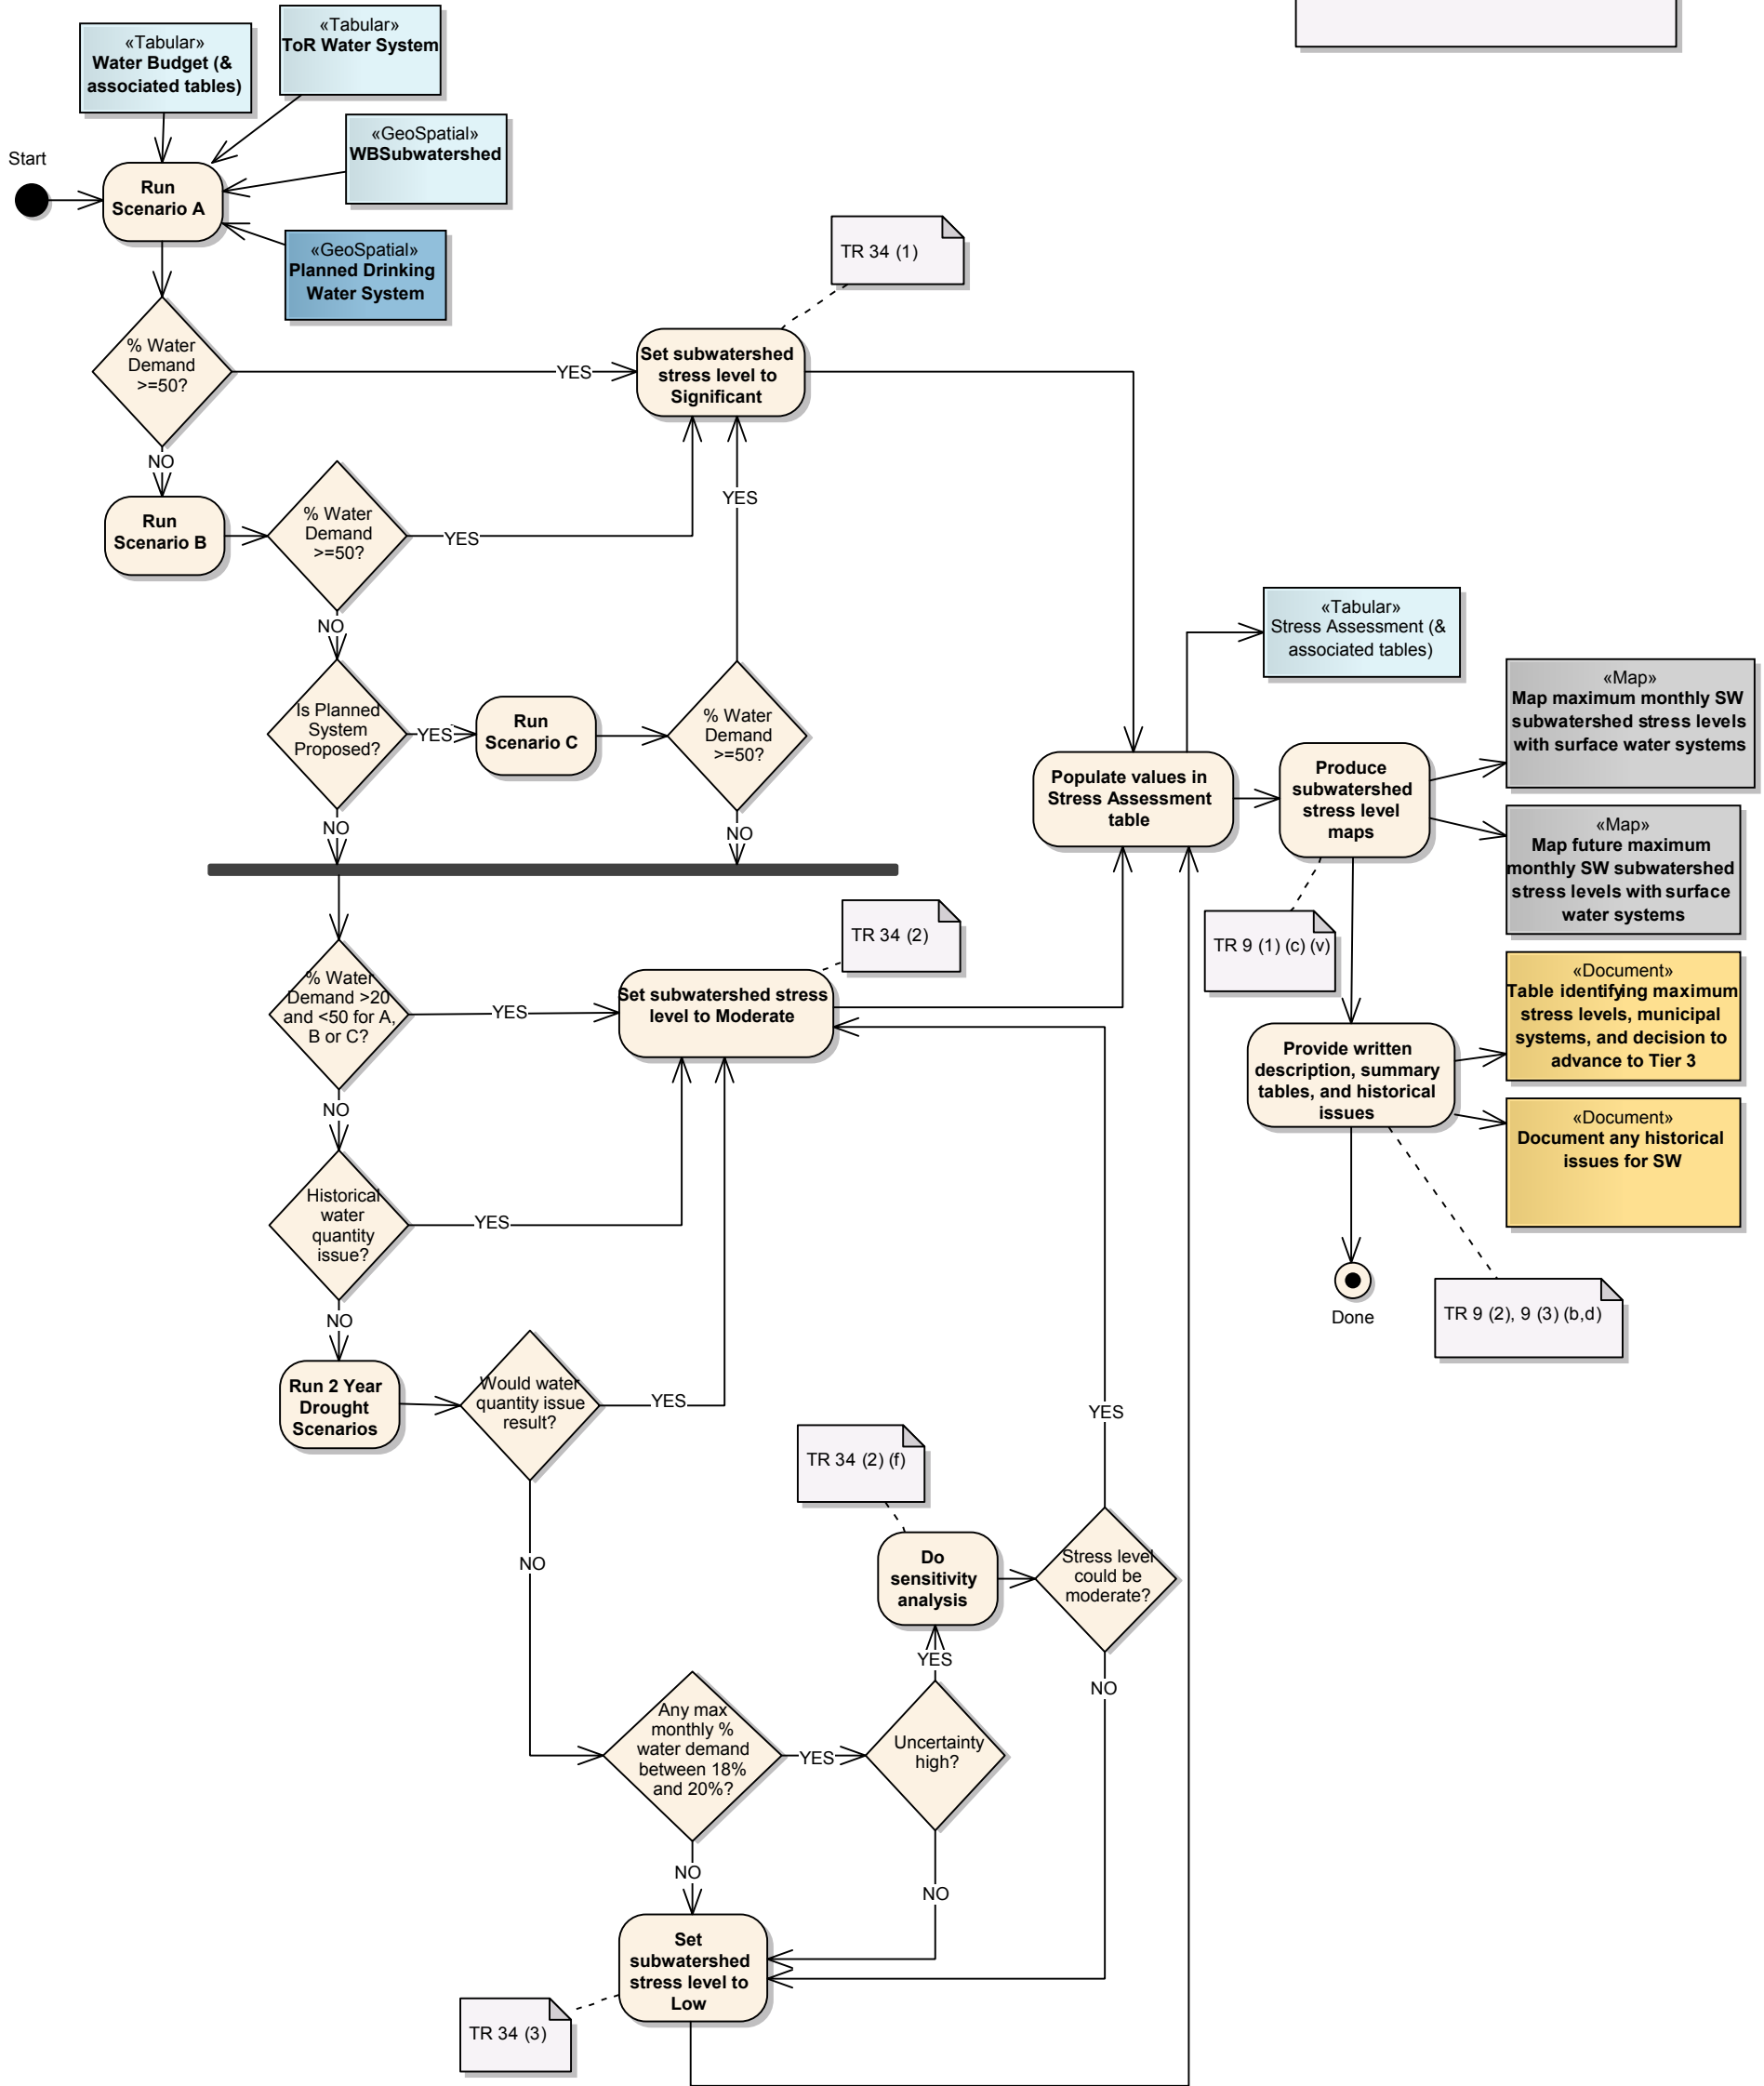 «Tabular»
Water Budget (&
associated tables)
«Tabular»
ToR Water System
«GeoSpatial»
WBSubwatershed
Start
Run
Scenario A
«GeoSpatial»
Planned Drinking
Water System
TR 34 (1)
% Water
Demand
>=50?
YES
Set subwatershed
stress level to
Significant
NO
Run
Scenario B
% Water
Demand
>=50?
YES
YES
NO
Is Planned
System
Proposed?
YES
Run
Scenario C
% Water
Demand
>=50?
NO
NO
«Tabular»
Stress Assessment (&
associated tables)
Populate values in
Stress Assessment
table
Produce
subwatershed
stress level
maps
«Map»
Map maximum monthly SW
subwatershed stress levels
with surface water systems
«Map»
Map future maximum
monthly SW subwatershed
stress levels with surface
water systems
TR 9 (1) (c) (v)
TR 34 (2)
% Water
Demand >20
and <50 for A,
B or C?
YES
Set subwatershed stress
level to Moderate
NO
Provide written
description, summary
tables, and historical
issues
«Document»
Table identifying maximum
stress levels, municipal
systems, and decision to
advance to Tier 3
«Document»
Document any historical
issues for SW
Historical
water
quantity
issue?
YES
NO
Done
TR 9 (2), 9 (3) (b,d)
Run 2 Year
Drought
Scenarios
Would water
quantity issue
result?
YES
YES
NO
TR 34 (2) (f)
Do
sensitivity
analysis
Stress level
could be
moderate?
YES
NO
Any max
monthly %
water demand
between 18%
and 20%?
YES
Uncertainty
high?
NO
NO
Set
subwatershed
stress level to
Low
TR 34 (3)